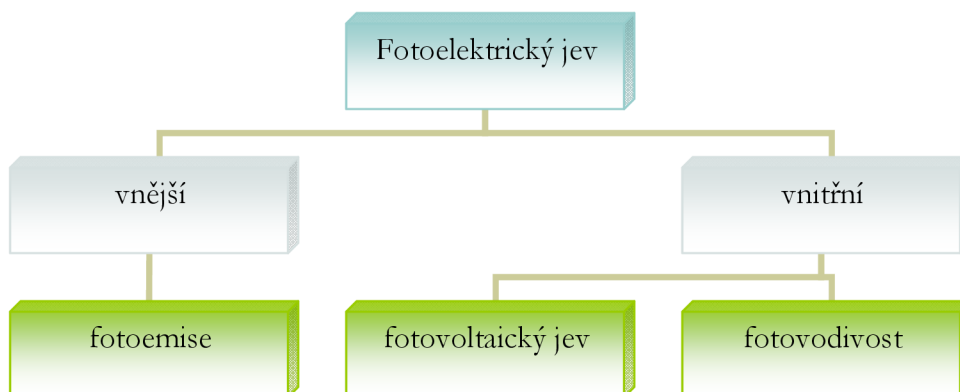 Fotoelektrický jev
vnější
vnitřní
fotoemise
fotovoltaický jev
fotovodivost